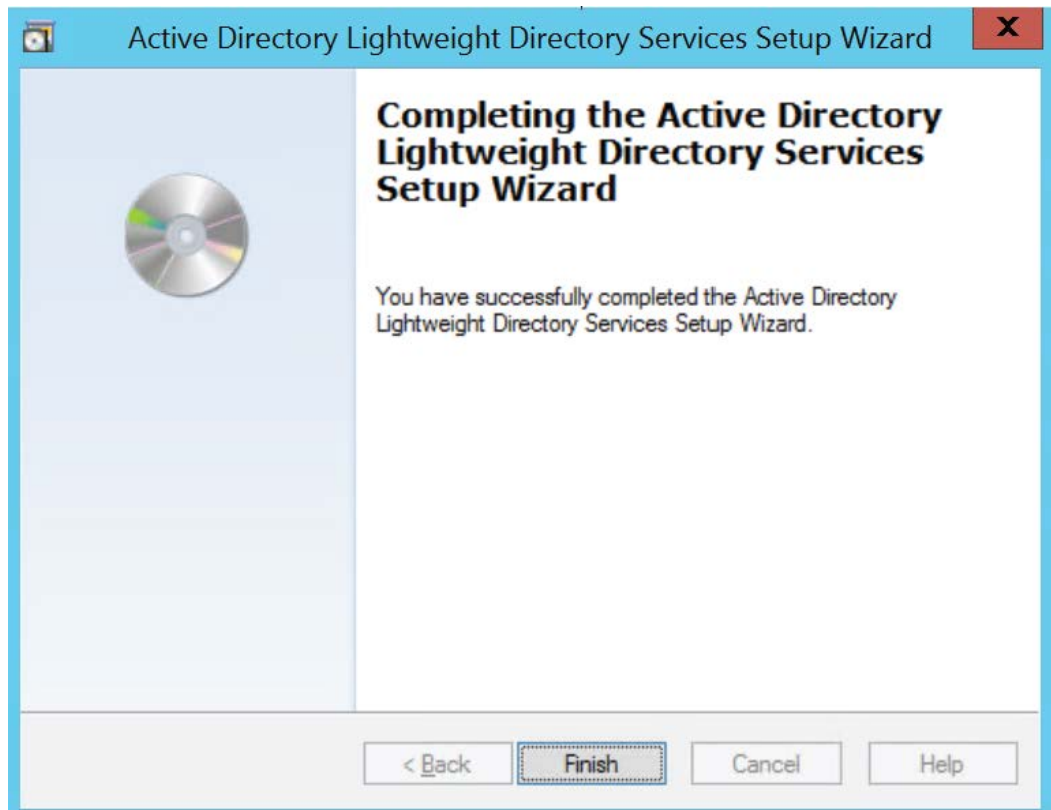 Active Directory Lightweight Directory Services Setup Wizard
X
Completing the Active Directory
Lightweight Directory Services
Setup Wizard
You have successfully completed the Active Directory
Lightweight Directory Services Setup Wizard.
< Back
Finish
Cancel
Help